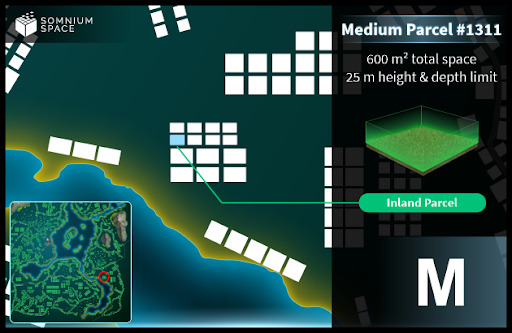 SOMNIUM
SPACE
Medium Parcel #1311
600 m² total space
25 m height & depth limit
Inland Parcel
M